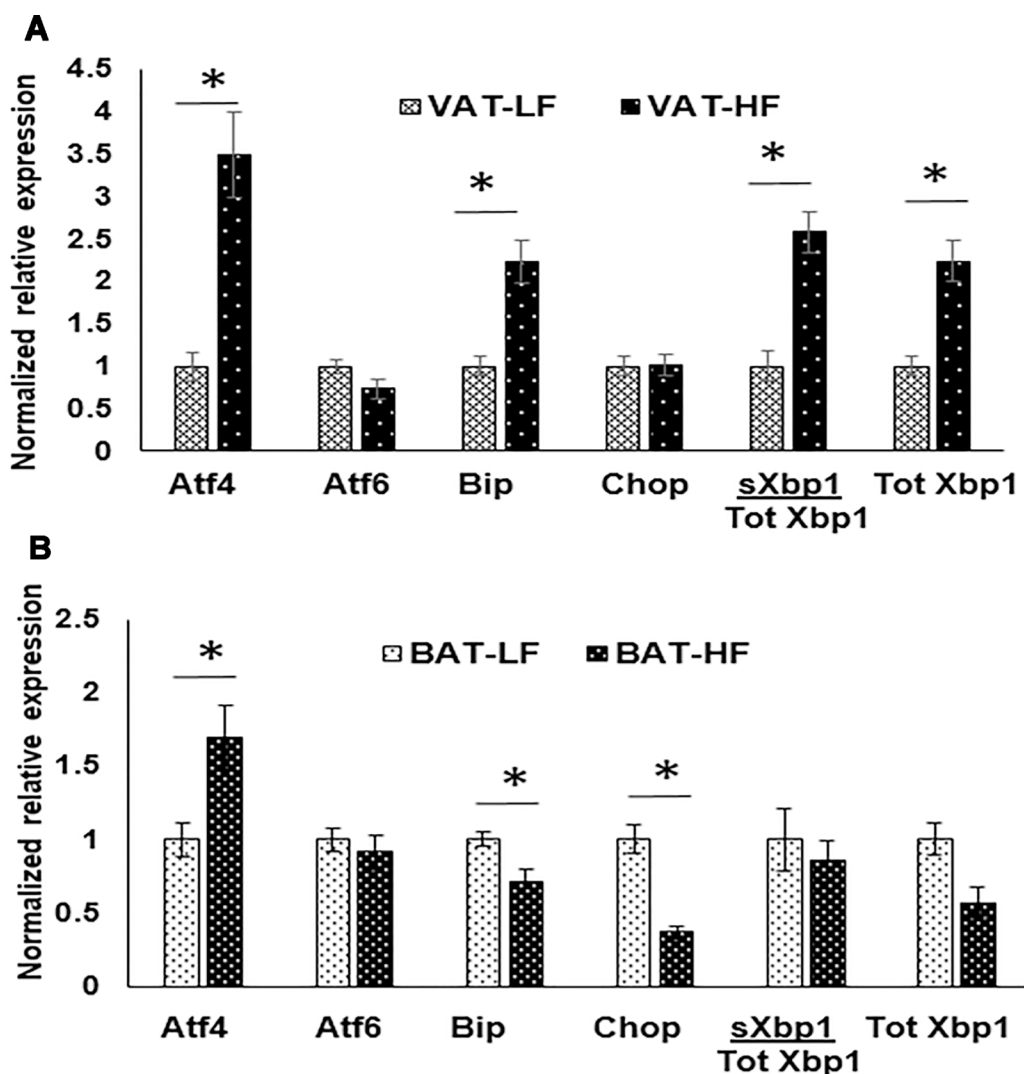 A
Normalized relative expression
4.5
4
3.5
3
2.5
2
1.5
1
0.5
0
VAT-LF VAT-HF
* * * *
Atf4 Atf6 Bip Chop sXbp1 Tot Xbp1
Tot Xbp1
B
Normalized relative expression
2.5
2
1.5
1
0.5
0
BAT-LF BAT-HF
* * *
Atf4 Atf6 Bip Chop sXbp1 Tot Xbp1
Tot Xbp1